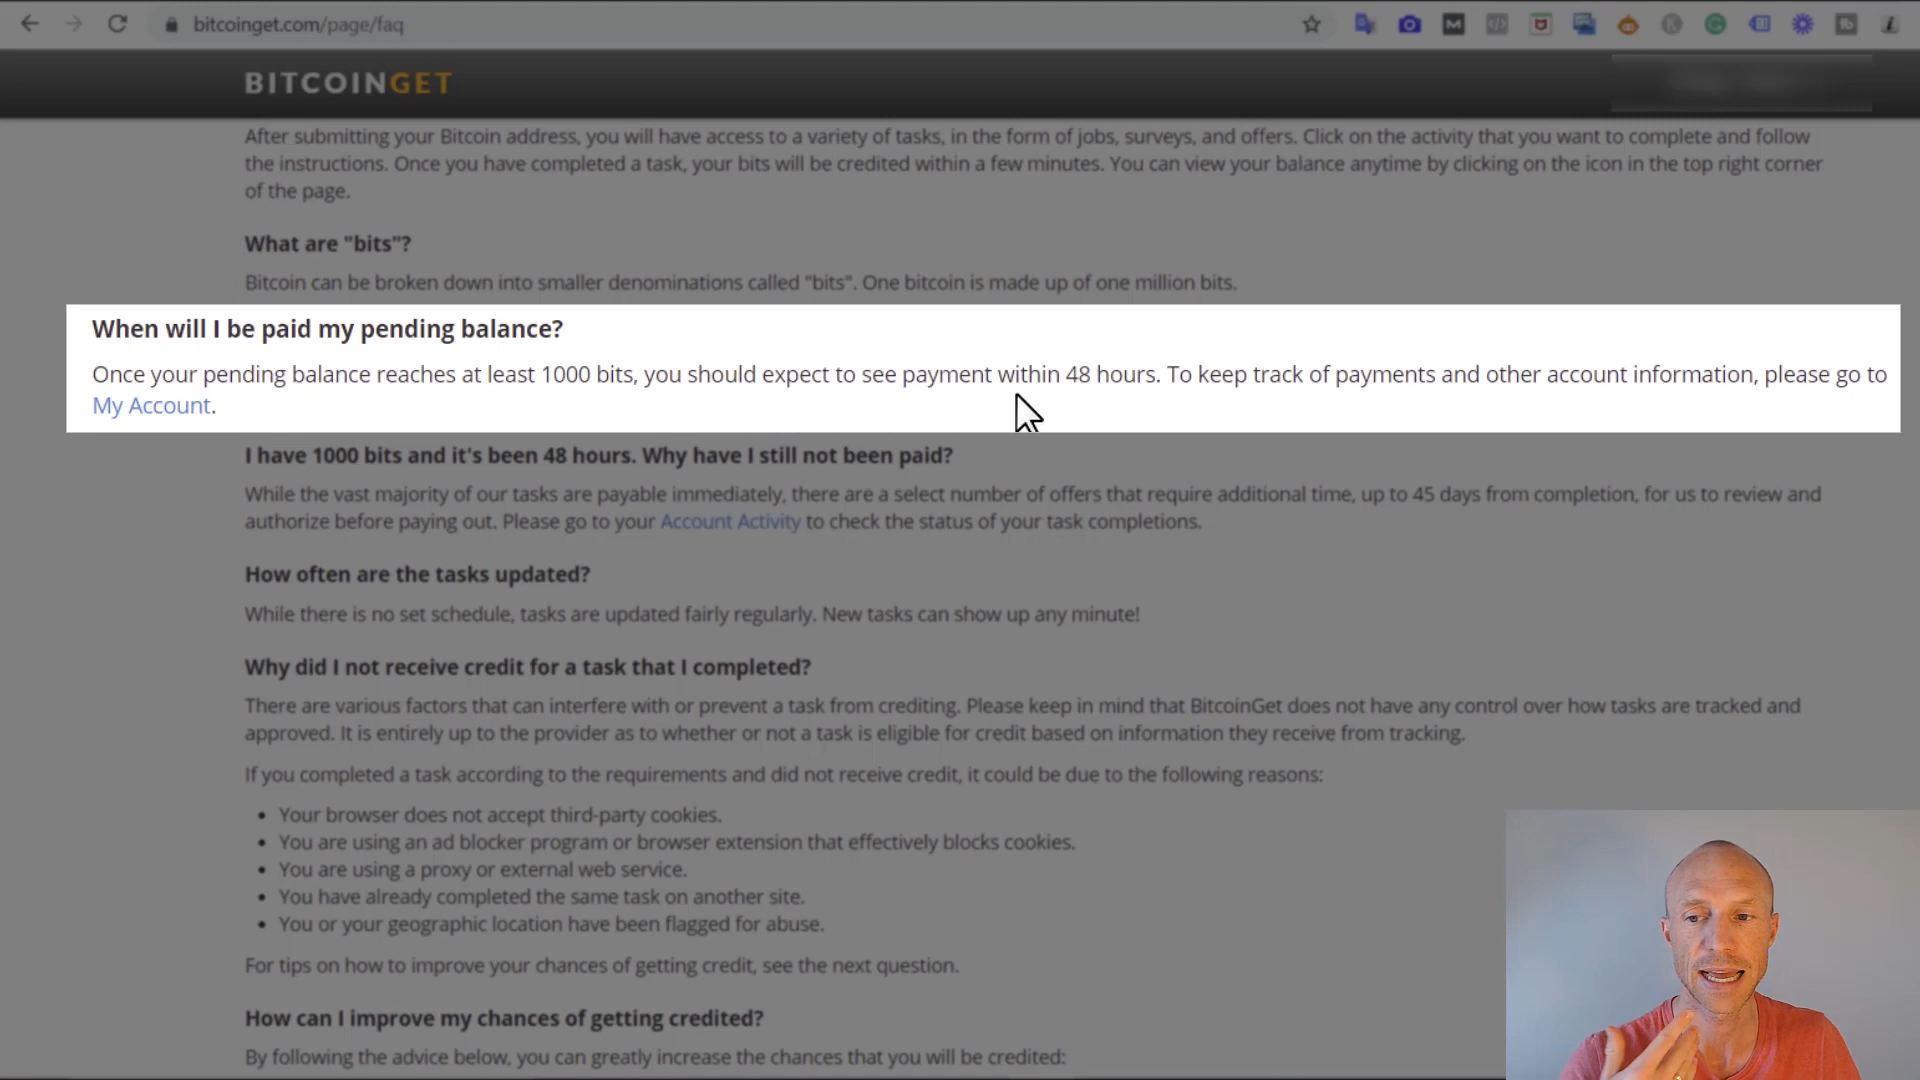 bitcoinget.com/page/faq
BITCOINGET
After submitting your Bitcoin address, you will have access to a variety of tasks, in the form of jobs, surveys, and offers. Click on the activity that you want to complete and follow
the instructions. Once you have completed a task, your bits will be credited within a few minutes. You can view your balance anytime by clicking on the icon in the top right corner
of the page.
What are "bits"?
Bitcoin can be broken down into smaller denominations called "bits". One bitcoin is made up of one million bits.
When will I be paid my pending balance?
Once your pending balance reaches at least 1000 bits, you should expect to see payment within 48 hours. To keep track of payments and other account information, please go to
My Account.
I have 1000 bits and it's been 48 hours. Why have I still not been paid?
While the vast majority of our tasks are payable immediately, there are a select number of offers that require additional time, up to 45 days from completion, for us to review and
authorize before paying out. Please go to your Account Activity to check the status of your task completions.
How often are the tasks updated?
While there is no set schedule, tasks are updated fairly regularly. New tasks can show up any minute!
Why did I not receive credit for a task that I completed?
There are various factors that can interfere with or prevent a task from crediting. Please keep in mind that BitcoinGet does not have any control over how tasks are tracked and
approved. It is entirely up to the provider as to whether or not a task is eligible for credit based on information they receive from tracking.
If you completed a task according to the requirements and did not receive credit, it could be due to the following reasons:
• Your browser does not accept third-party cookies.
• You are using an ad blocker program or browser extension that effectively blocks cookies.
• You are using a proxy or external web service.
• You have already completed the same task on another site.
• You or your geographic location have been flagged for abuse.
For tips on how to improve your chances of getting credit, see the next question.
How can I improve my chances of getting credited?
By following the advice below, you can greatly increase the chances that you will be credited: